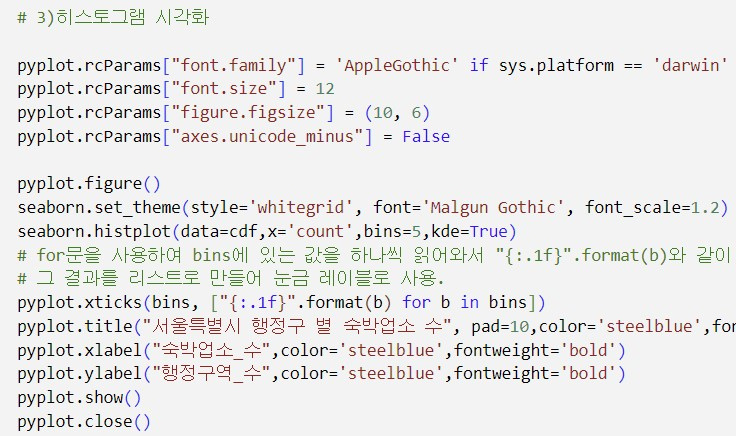 # 3)히스토그램 시각화
pyplot.rcParams["font.family"] = 'AppleGothic' if sys.platform == 'darwin'
pyplot.rcParams["font.size"] = 12
pyplot.rcParams["figure.figsize"] = (10, 6)
pyplot.rcParams["axes.unicode_minus"] = False
pyplot.figure()
seaborn.set_theme(style='whitegrid', font='Malgun Gothic', font_scale=1.2)
seaborn.histplot(data=cdf,x='count',bins=5,kde=True)
# for문을 사용하여 bins에 있는 값을 하나씩 읽어와서 "{:.1f}".format(b)와 같이
# 그 결과를 리스트로 만들어 눈금 레이블로 사용.
pyplot.xticks(bins, ["{:.1f}".format(b) for b in bins])
pyplot.title("서울특별시 행정구 별 숙박업소 수", pad=10,color='steelblue',fon
pyplot.xlabel("숙박업소_수",color='steelblue',fontweight='bold')
pyplot.ylabel("행정구역_수",color='steelblue',fontweight='bold')
pyplot.show()
pyplot.close()